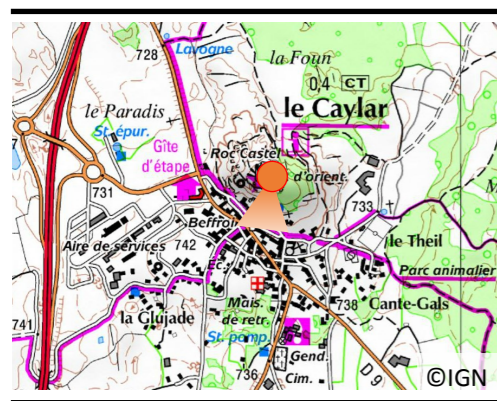 728
Lavogne
la Foun
0,4 CT
le Caylar
le Paradis
St. épur.
Gîte
d'étape
Roc Castel
d'orient.
731
733
Beffroi
Aire de services
742
le Theil
Éc.
Parc animalier
Mais.
de retr.
738
Cante-Gals
la Glujade
741
St. pomp.
Gend.
736
Cim.
D 9
©IGN